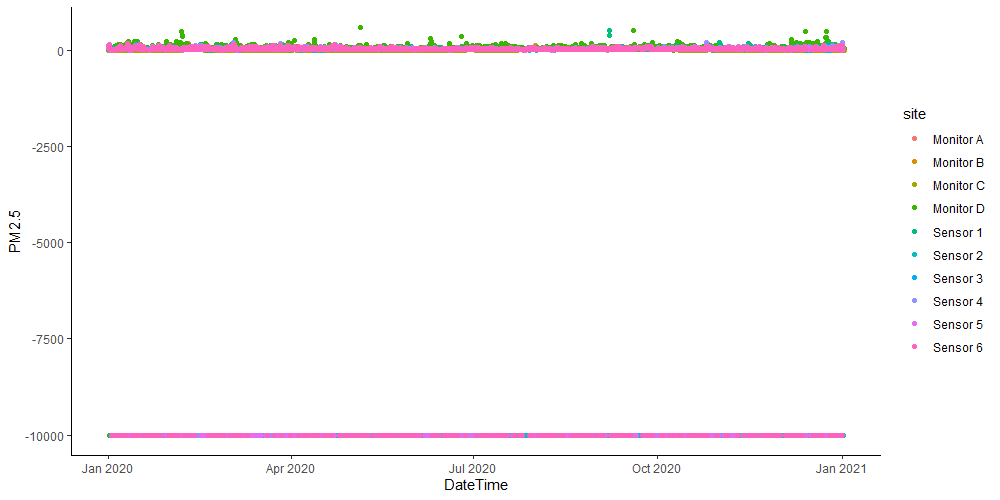 0
-2500
-5000
-7500
-10000
PM 2.5
Jan 2020
Apr 2020
Jul 2020
Oct 2020
Jan 2021
DateTime
site
Monitor A
Monitor B
Monitor C
Monitor D
Sensor 1
Sensor 2
Sensor 3
Sensor 4
Sensor 5
Sensor 6